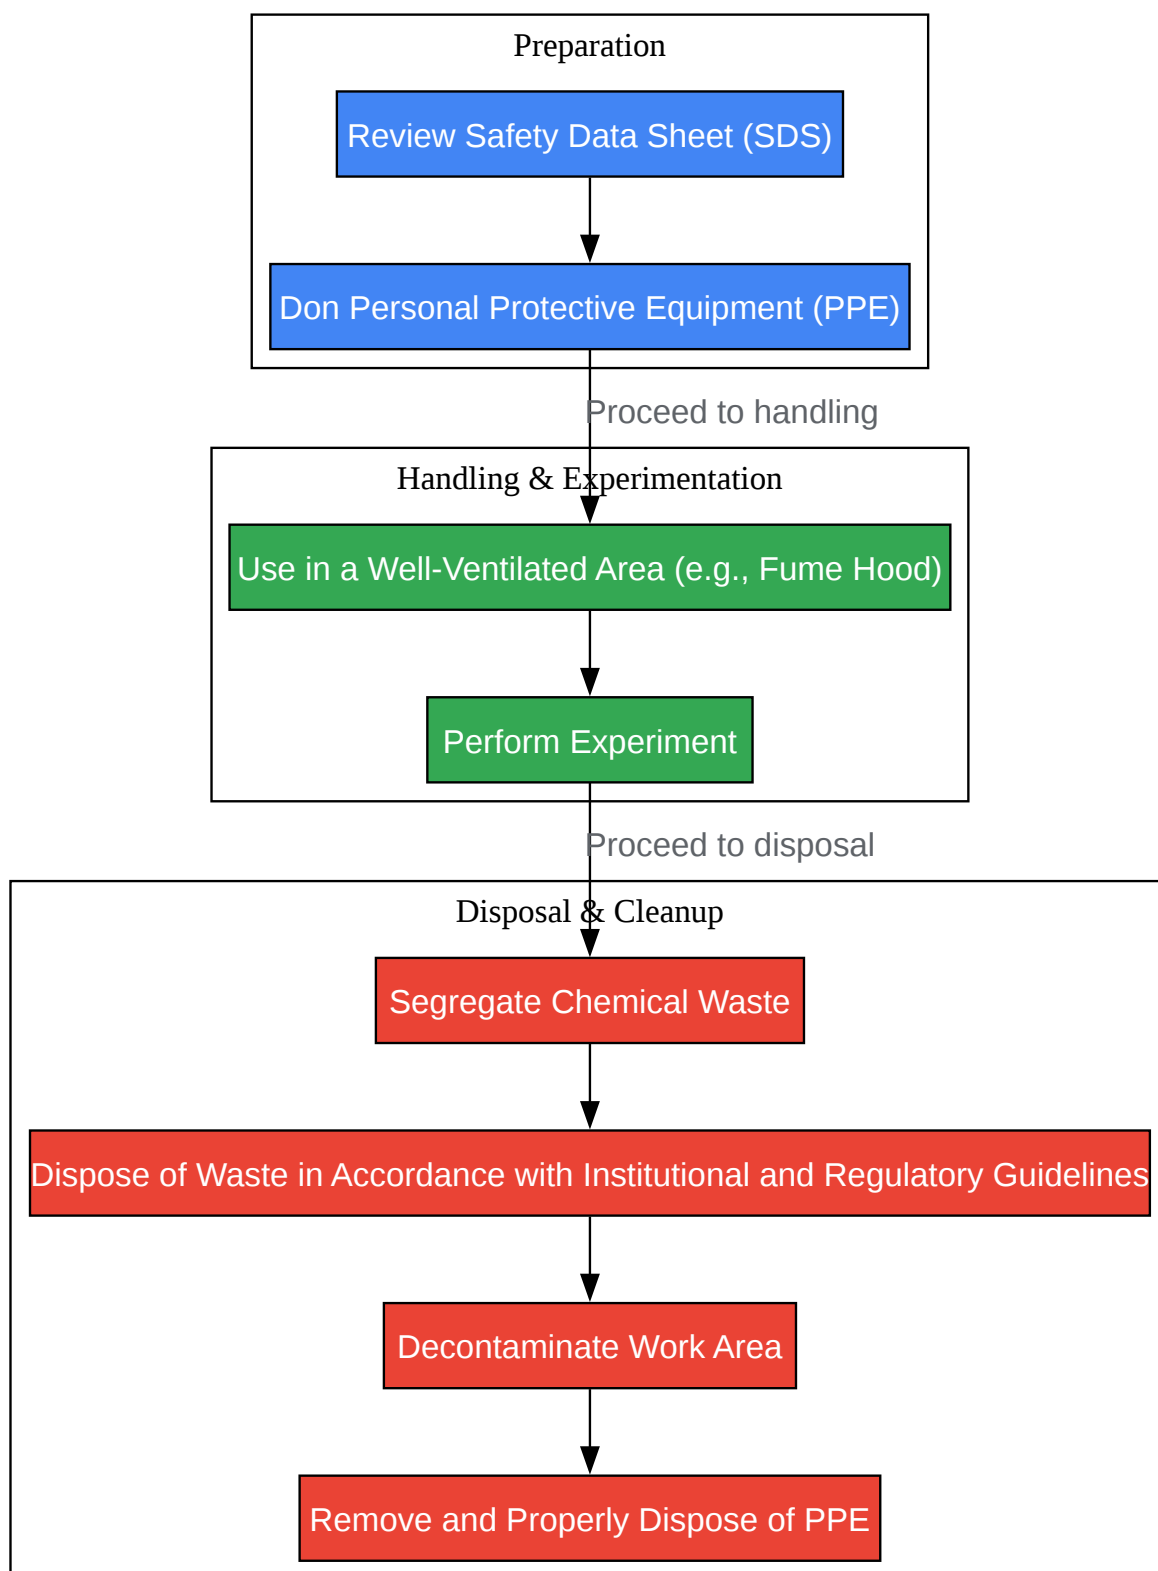 Preparation
Review Safety Data Sheet (SDS)
Don Personal Protective Equipment (PPE)
Proceed to handling
Handling & Experimentation
Use in a Well-Ventilated Area (e.g., Fume Hood)
Perform Experiment
Proceed to disposal
Disposal & Cleanup
Segregate Chemical Waste
Dispose of Waste in Accordance with Institutional and Regulatory Guidelines
Decontaminate Work Area
Remove and Properly Dispose of PPE